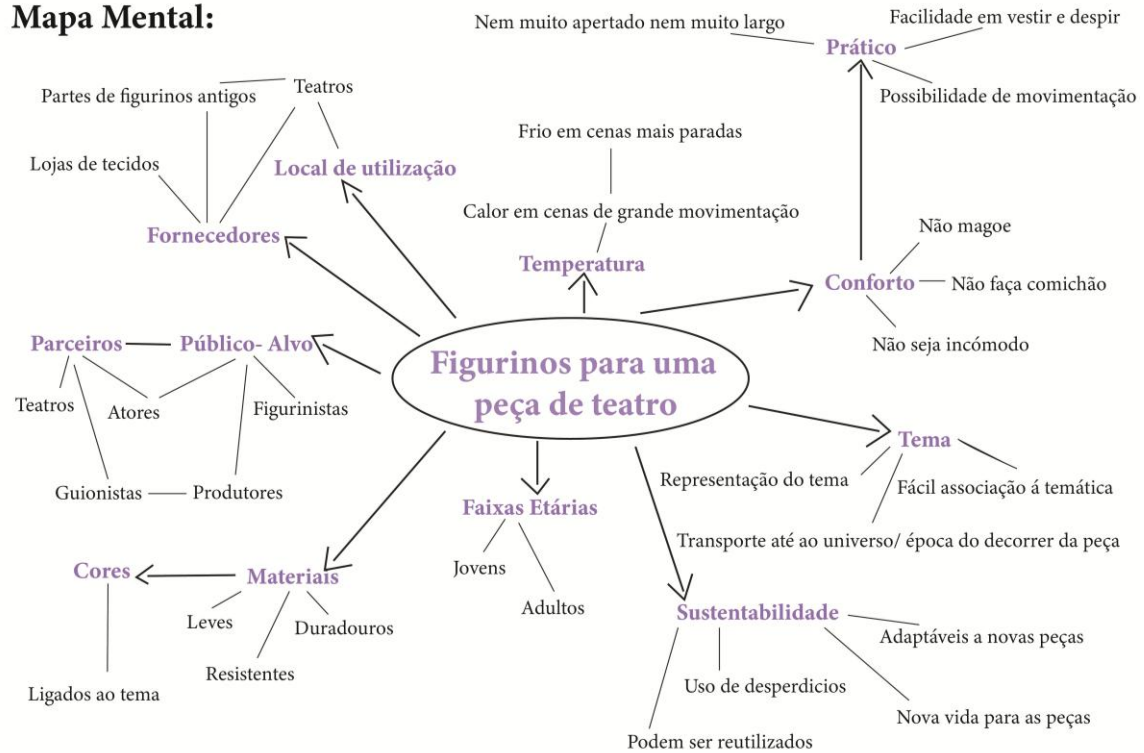 Mapa Mental:
Nem muito apertado nem muito largo
Facilidade em vestir e despir
Prático
Possibilidade de movimentação
Partes de figurinos antigos
Teatros
Lojas de tecidos
Local de utilização
Fornecedores
Frio em cenas mais paradas
Calor em cenas de grande movimentação
Temperatura
Não magoe
Conforto
Não faça comichão
Não seja incómodo
Parceiros
Público- Alvo
Teatros
Atores
Figurinistas
Guionistas
Produtores
Figurinos para uma
peça de teatro
Tema
Representação do tema
Fácil associação á temática
Transporte até ao universo/ época do decorrer da peça
Faixas Etárias
Jovens
Adultos
Cores
Materiais
Leves
Duradouros
Resistentes
Ligados ao tema
Sustentabilidade
Adaptáveis a novas peças
Uso de desperdicios
Nova vida para as peças
Podem ser reutilizados